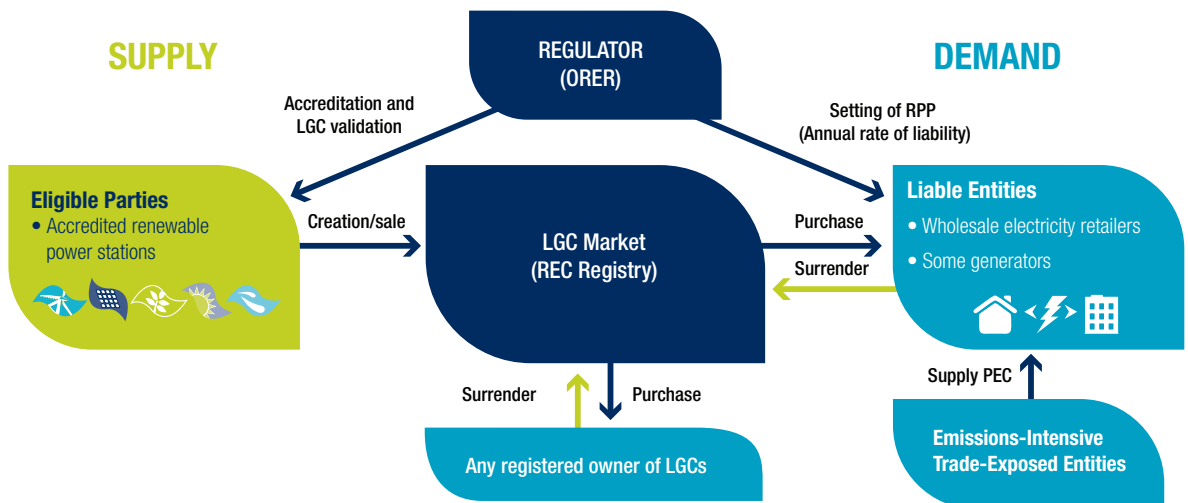 SUPPLY
REGULATOR
(ORER)
DEMAND
Accreditation and
LGC validation
Setting of RPP
(Annual rate of liability)
Eligible Parties
• Accredited renewable
power stations
Creation/sale
LGC Market
(REC Registry)
Purchase
Surrender
Liable Entities
• Wholesale electricity retailers
• Some generators
Surrender
Purchase
Supply PEC
Any registered owner of LGCs
Emissions-Intensive
Trade-Exposed Entities